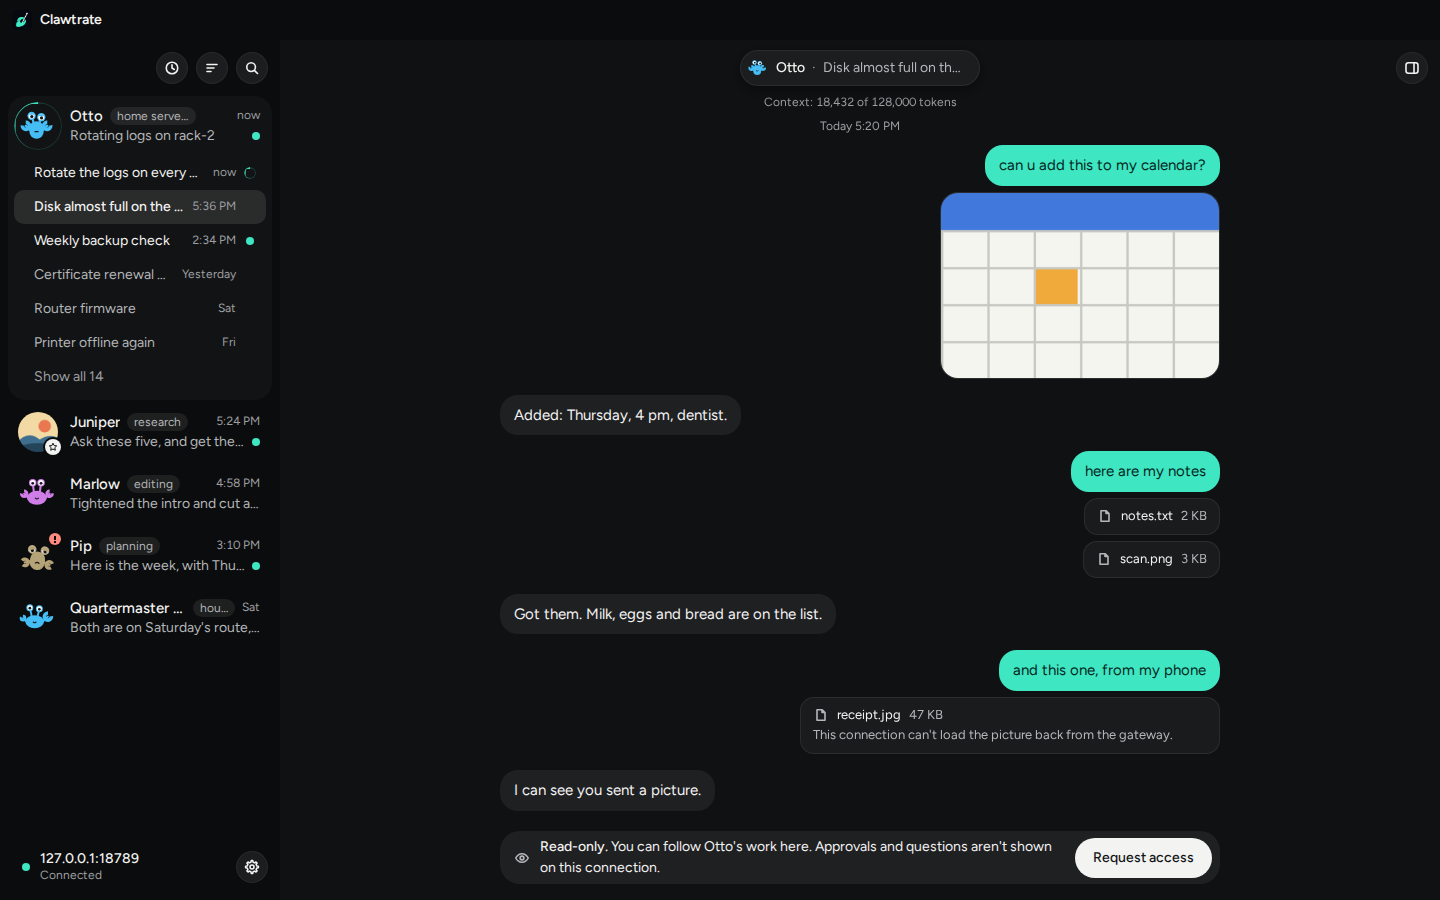 Clawtrate
Otto home serve... now
Rotating logs on rack-2
Rotate the logs on every ... now
Disk almost full on the ... 5:36 PM
Weekly backup check 2:34 PM
Certificate renewal ... Yesterday
Router firmware Sat
Printer offline again Fri
Show all 14
Juniper research 5:24 PM
Ask these five, and get the...
Marlow editing 4:58 PM
Tightened the intro and cut a...
Pip planning 3:10 PM
Here is the week, with Thu...
Quartermaster ... hou... Sat
Both are on Saturday's route,...
127.0.0.1:18789
Connected
Otto · Disk almost full on th...
Context: 18,432 of 128,000 tokens
Today 5:20 PM
can u add this to my calendar?
Added: Thursday, 4 pm, dentist.
here are my notes
notes.txt 2 KB
scan.png 3 KB
Got them. Milk, eggs and bread are on the list.
and this one, from my phone
receipt.jpg 47 KB
This connection can't load the picture back from the gateway.
I can see you sent a picture.
Read-only. You can follow Otto's work here. Approvals and questions aren't shown
on this connection.
Request access